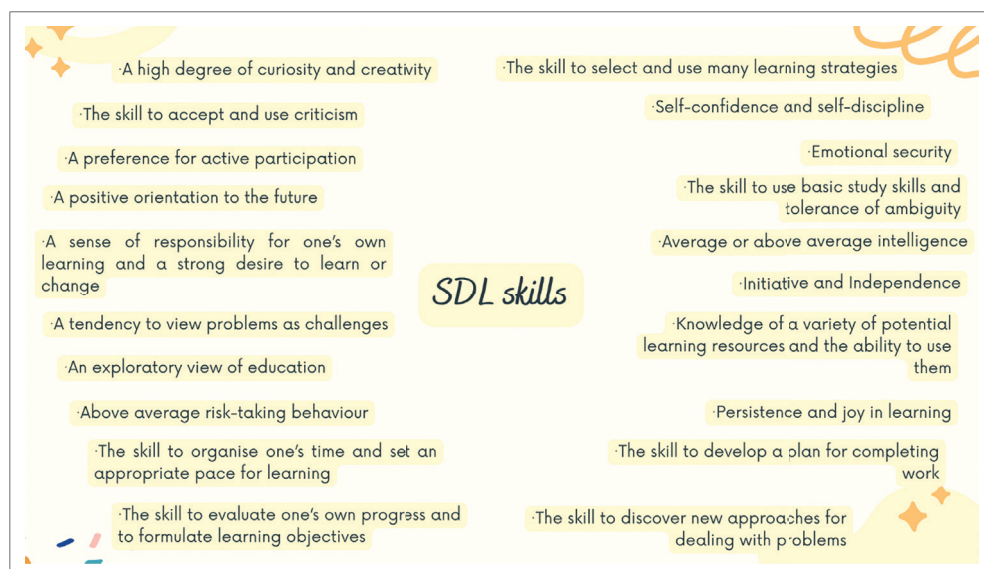 ·A high degree of curiosity and creativity
·The skill to accept and use criticism
·A preference for active participation
·A positive orientation to the future
·A sense of responsibility for one's own
learning and a strong desire to learn or
change
·A tendency to view problems as challenges
·An exploratory view of education
·Above average risk-taking behaviour
·The skill to organise one's time and set an
appropriate pace for learning
·The skill to evaluate one's own progress and
to formulate learning objectives
SDL skills
·The skill to select and use many learning strategies
·Self-confidence and self-discipline
·Emotional security
·The skill to use basic study skills and
tolerance of ambiguity
·Average or above average intelligence
·Initiative and Independence
·Knowledge of a variety of potential
learning resources and the ability to use
them
·Persistence and joy in learning
·The skill to develop a plan for completing
work
·The skill to discover new approaches for
dealing with problems